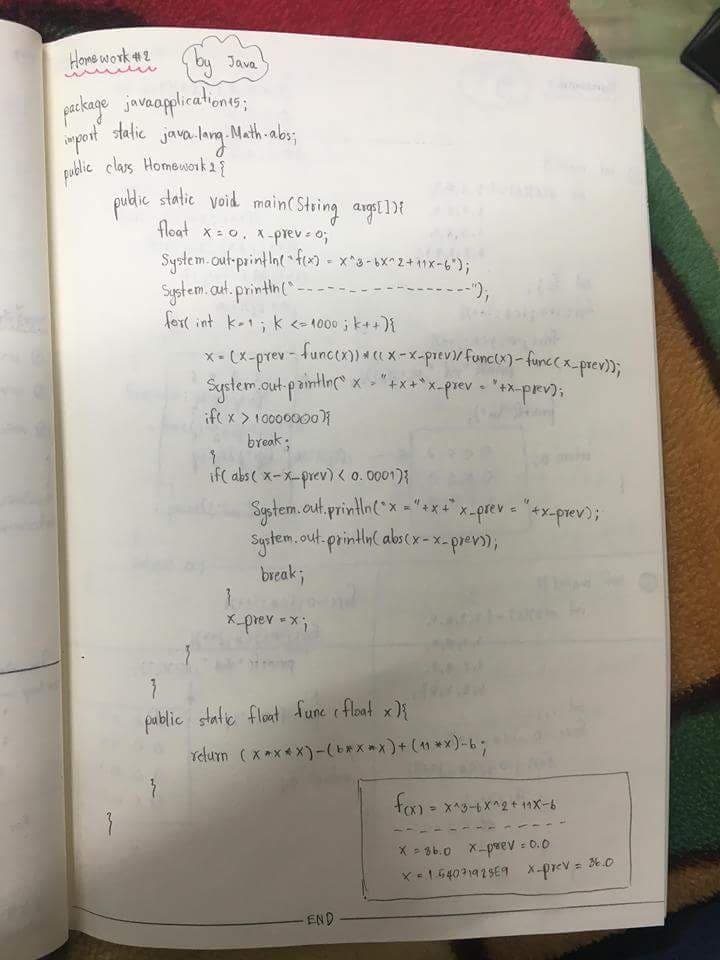 Homework #2
by Java
package javaapplication15;
import static java.lang.Math.abs;
public class Homework2{
public static void main(String args[]){
float x = 0, x_prev = 0;
System.out.println("f(x) = x^3-6x^2+11x-6");
System.out.println("-----------------");
for( int k=1 ; k <=1000 ; k++){
x = (x_prev - func(x))*((x-x_prev)/func(x)-func(x_prev));
System.out.println(" x = "+x+" x_prev = "+x_prev);
if( x > 10000000){
break;
}
if( abs( x-x_prev) < 0.0001){
System.out.println("x = "+x+" x_prev = "+x_prev);
System.out.println( abs(x-x_prev));
break;
}
x_prev = x;
}
}
public static float func (float x){
return (x*x*x)-(6*x*x)+(11*x)-6;
}
}
f(x) = x^3-6x^2+11x-6
-------------
x = 36.0 x_prev = 0.0
x = 1.54071923E9 x_prev = 36.0
END